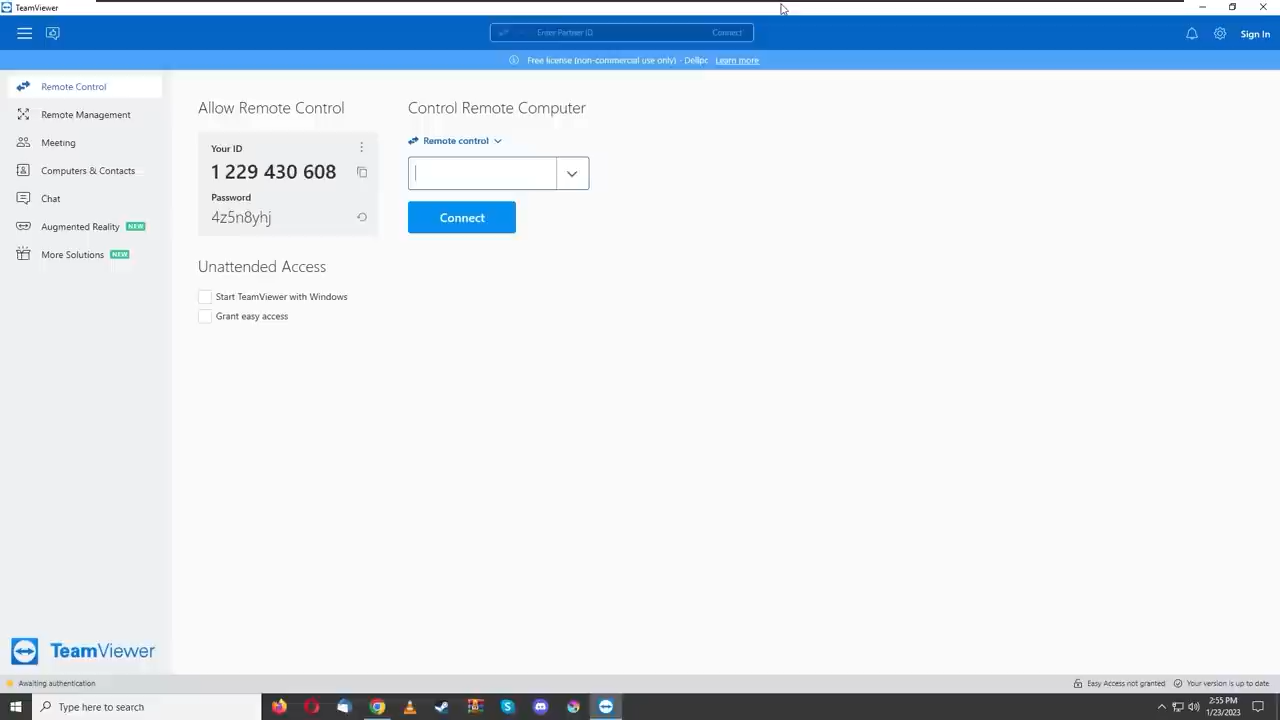 TeamViewer
Enter Partner ID
Connect
Sign In
Free license (non-commercial use only) - Dellpc Learn more
Remote Control
Remote Management
Meeting
Computers & Contacts
Chat
Augmented Reality NEW
More Solutions NEW
Allow Remote Control
Your ID
1 229 430 608
Password
4z5n8yhj
Unattended Access
Start TeamViewer with Windows
Grant easy access
Control Remote Computer
Remote control
Connect
TeamViewer
Awaiting authentication
Easy Access not granted
Your version is up to date
Type here to search
2:55 PM
1/23/2023